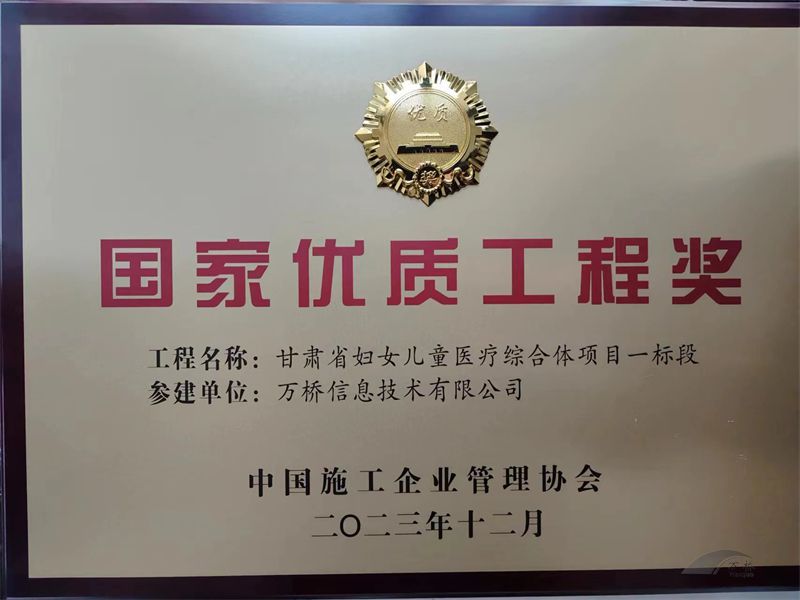 优质
奖
国家优质工程奖
工程名称：甘肃省妇女儿童医疗综合体项目一标段
参建单位：万桥信息技术有限公司
中国施工企业管理协会
二〇二三年十二月
万桥